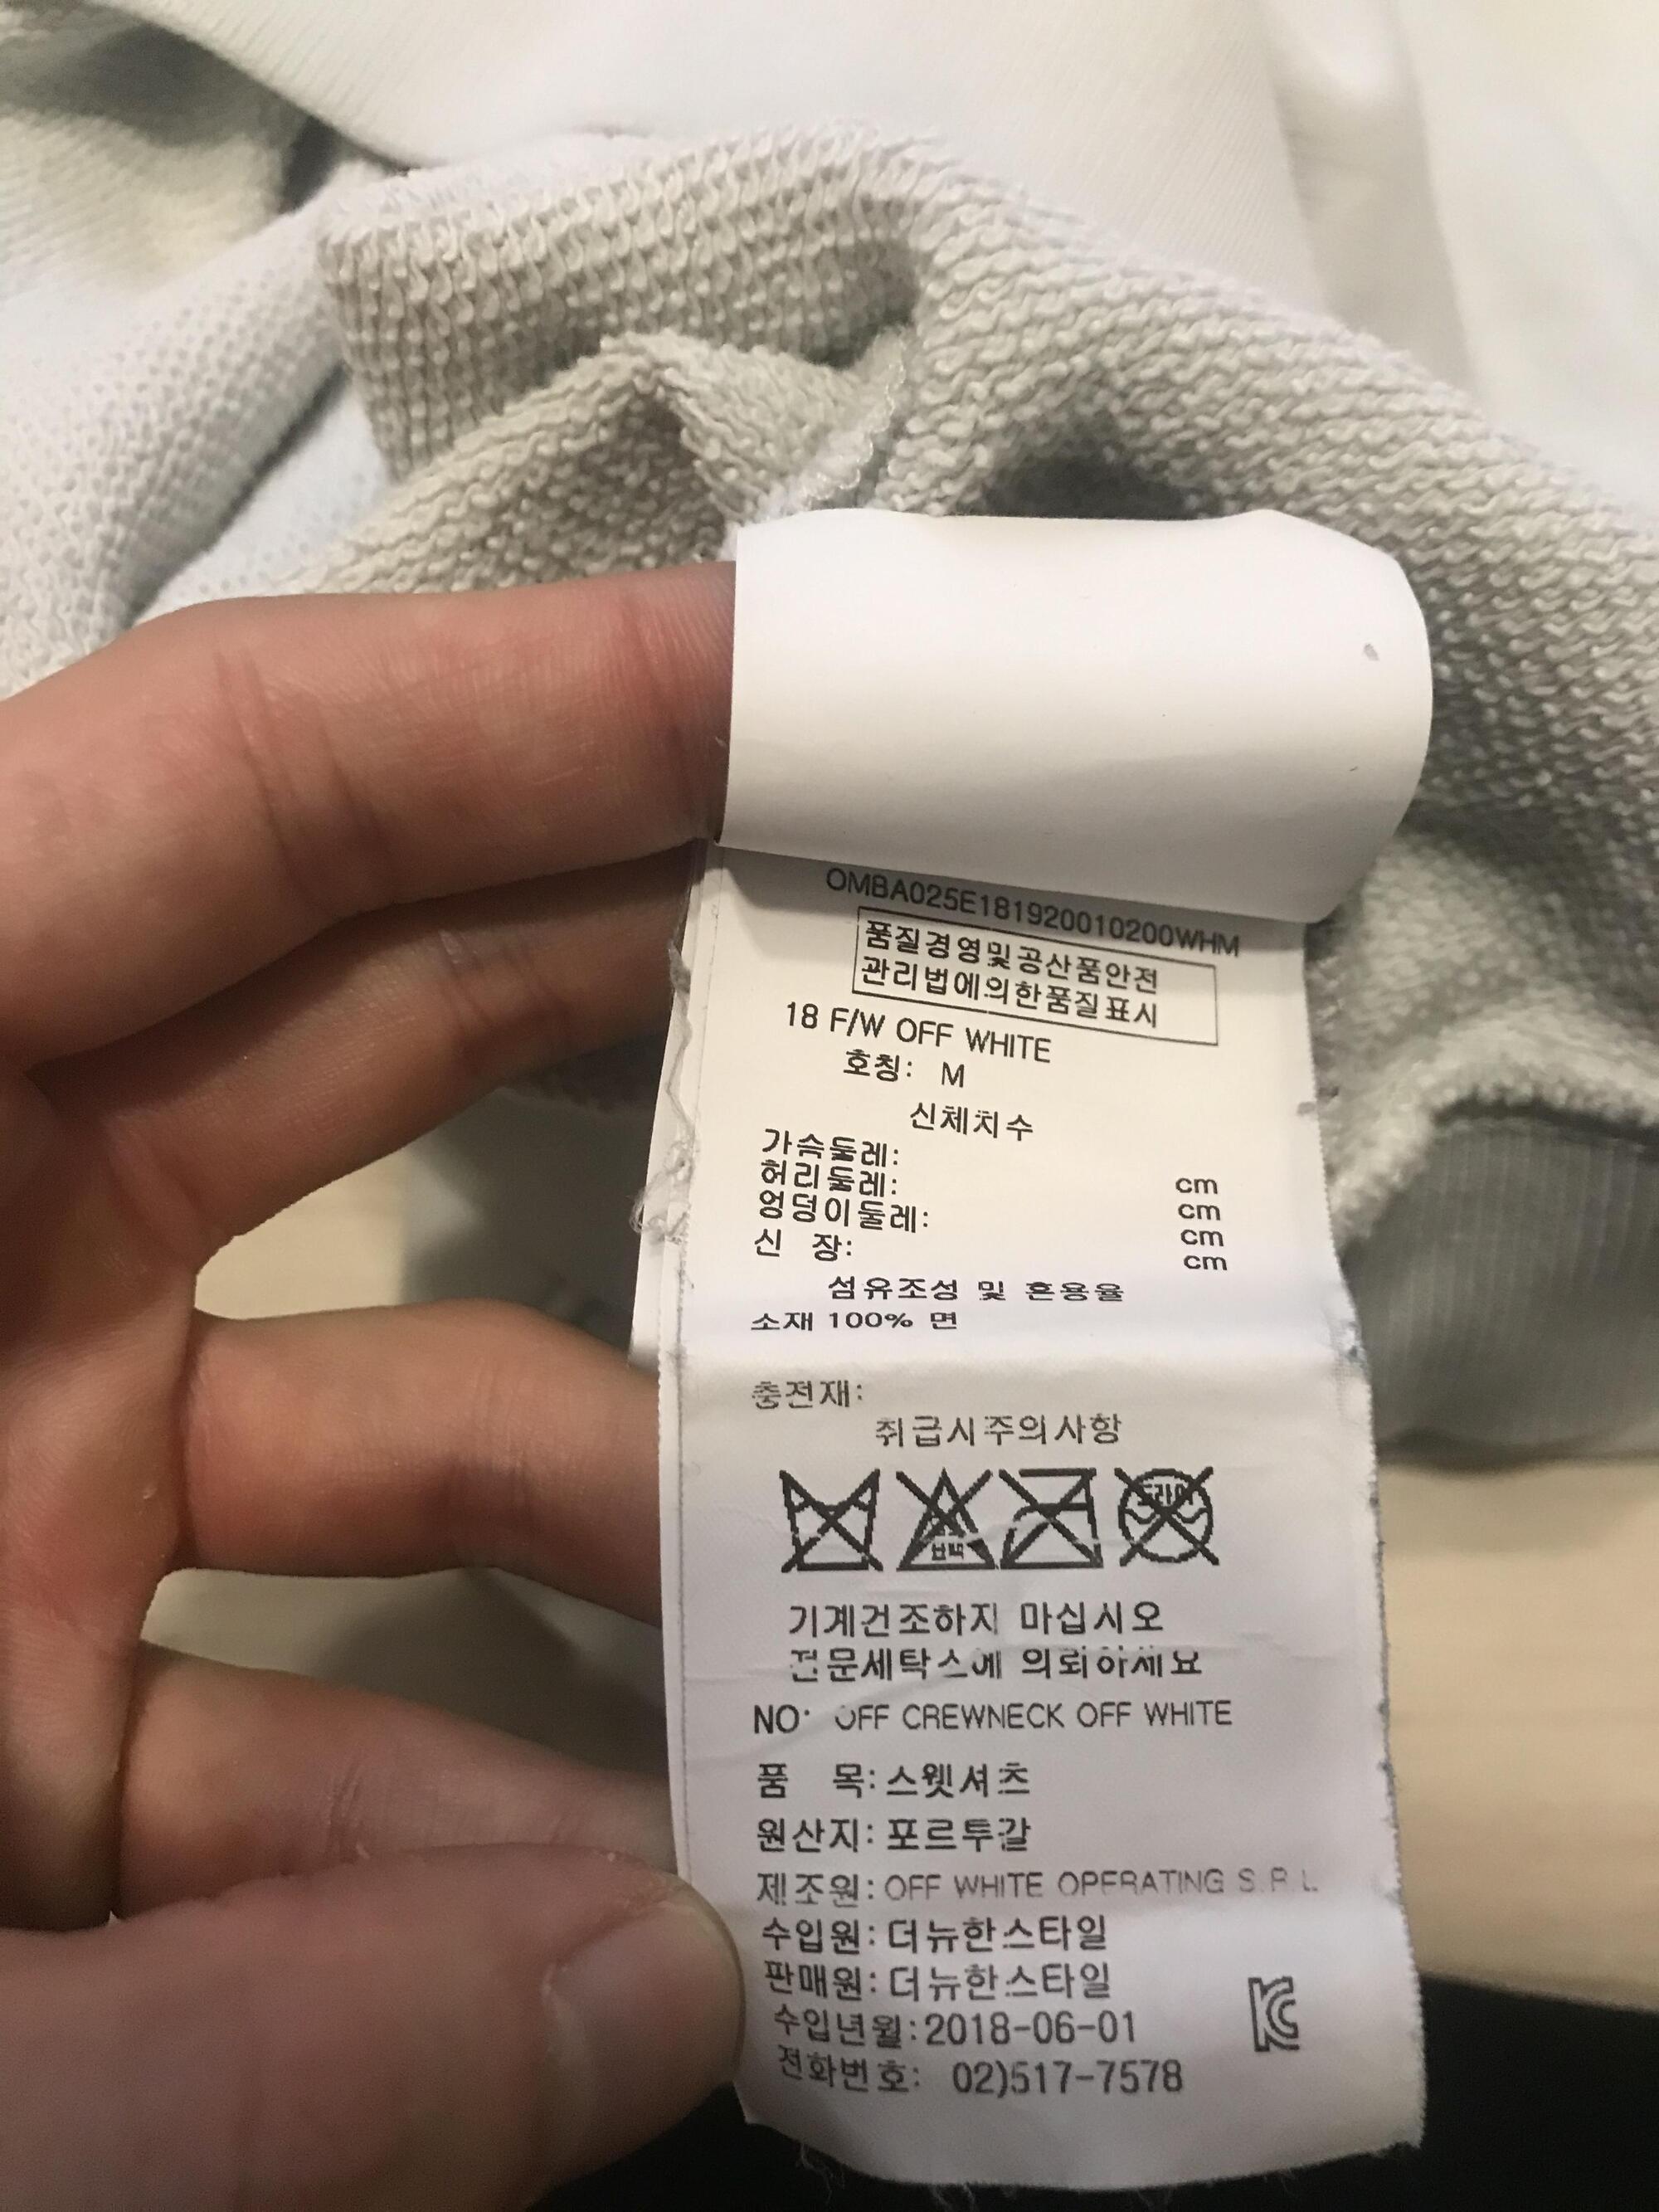 OMBA025E181920010200WHM
품질경영및공산품안전
관리법에의한품질표시
18 F/W OFF WHITE
호칭: M
신체치수
가슴둘레: cm
허리둘레: cm
엉덩이둘레: cm
신 장: cm
섬유조성 및 혼용율
소재 100% 면
충전재:
취급시주의사항
드라이
기계건조하지 마십시오
전문세탁소에 의뢰하세요
NO: OFF CREWNECK OFF WHITE
품 목: 스웻셔츠
원산지: 포르투갈
제조원: OFF WHITE OPERATING S.R.L.
수입원: 더뉴한스타일
판매원: 더뉴한스타일
수입년월: 2018-06-01
KC
전화번호: 02)517-7578